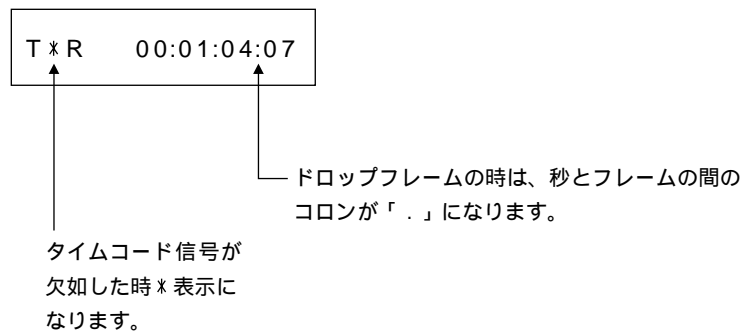 T*R 00:01:04:07
ドロップフレームの時は、秒とフレームの間の
コロンが「.」になります。
タイムコード信号が
欠如した時*表示に
なります。